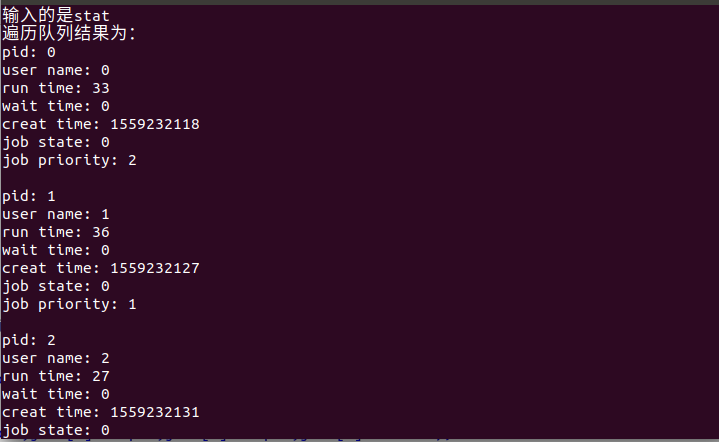 输入的是stat
遍历队列结果为:
pid: 0
user name: 0
run time: 33
wait time: 0
creat time: 1559232118
job state: 0
job priority: 2
pid: 1
user name: 1
run time: 36
wait time: 0
creat time: 1559232127
job state: 0
job priority: 1
pid: 2
user name: 2
run time: 27
wait time: 0
creat time: 1559232131
job state: 0